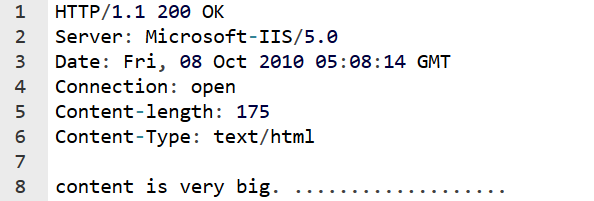 1 HTTP/1.1 200 OK
2 Server: Microsoft-IIS/5.0
3 Date: Fri, 08 Oct 2010 05:08:14 GMT
4 Connection: open
5 Content-length: 175
6 Content-Type: text/html
7
8 content is very big. ...................